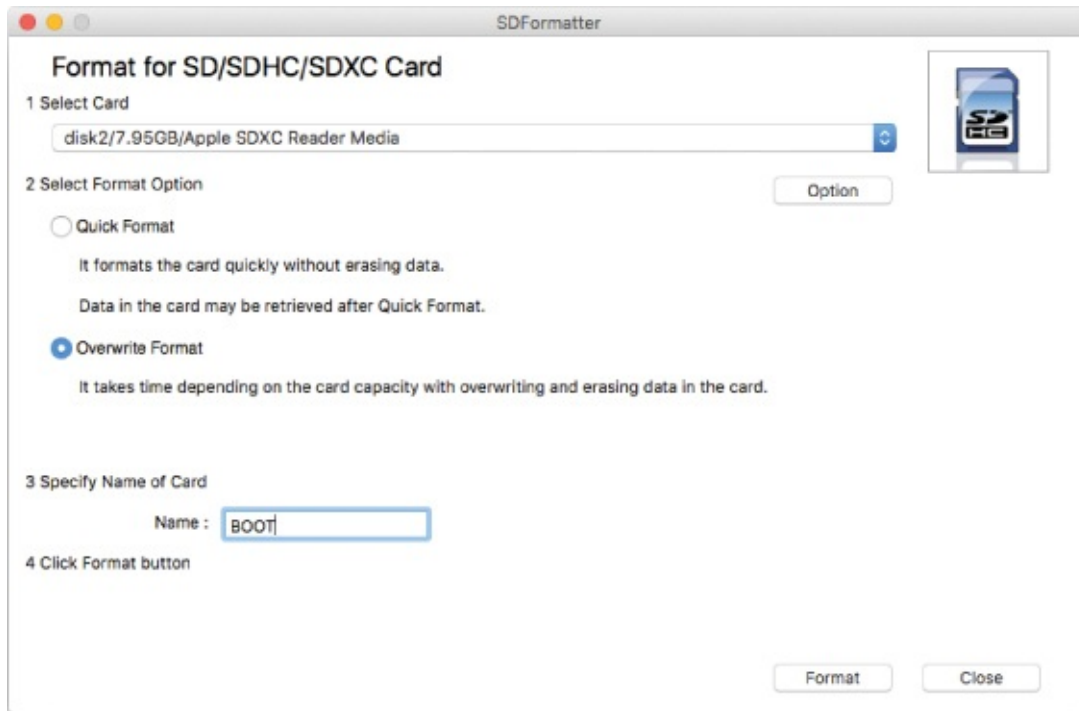 SDFormatter
Format for SD/SDHC/SDXC Card
1 Select Card
disk2/7.95GB/Apple SDXC Reader Media
2 Select Format Option
Option
Quick Format
It formats the card quickly without erasing data.
Data in the card may be retrieved after Quick Format.
Overwrite Format
It takes time depending on the card capacity with overwriting and erasing data in the card.
3 Specify Name of Card
Name : BOOT
4 Click Format button
Format Close
SD
HC